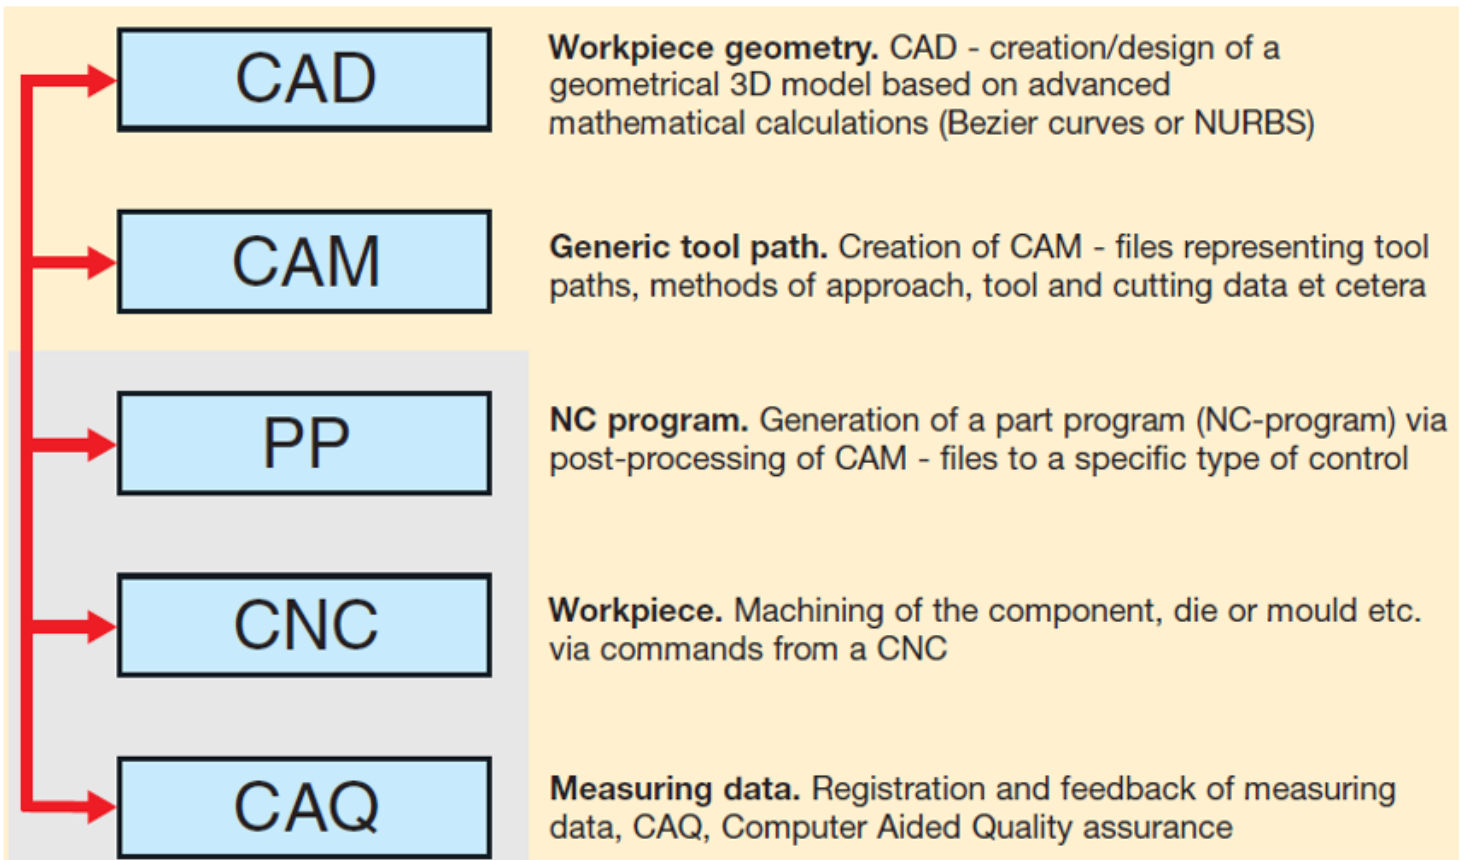 CAD
Workpiece geometry. CAD - creation/design of a
geometrical 3D model based on advanced
mathematical calculations (Bezier curves or NURBS)
CAM
Generic tool path. Creation of CAM - files representing tool
paths, methods of approach, tool and cutting data et cetera
PP
NC program. Generation of a part program (NC-program) via
post-processing of CAM - files to a specific type of control
CNC
Workpiece. Machining of the component, die or mould etc.
via commands from a CNC
CAQ
Measuring data. Registration and feedback of measuring
data, CAQ, Computer Aided Quality assurance